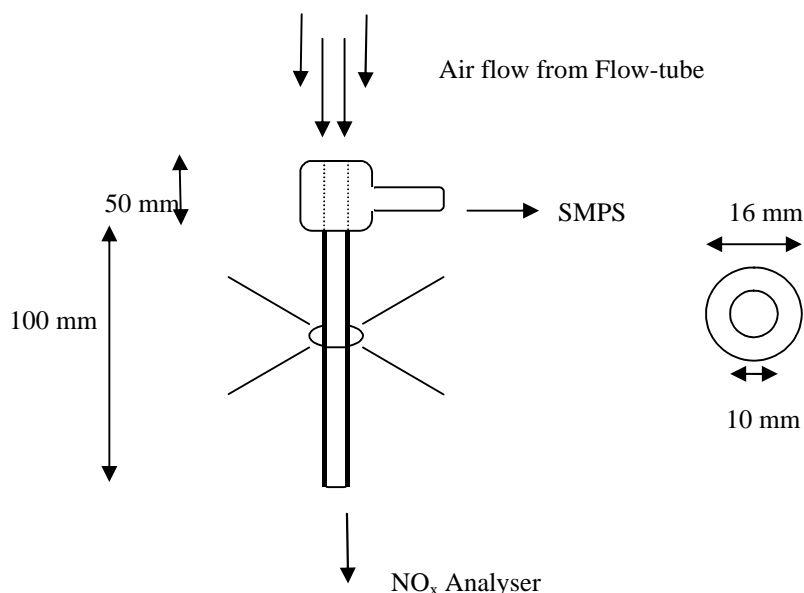 Air flow from Flow-tube
50 mm
SMPS
16 mm
100 mm
10 mm
NOx Analyser